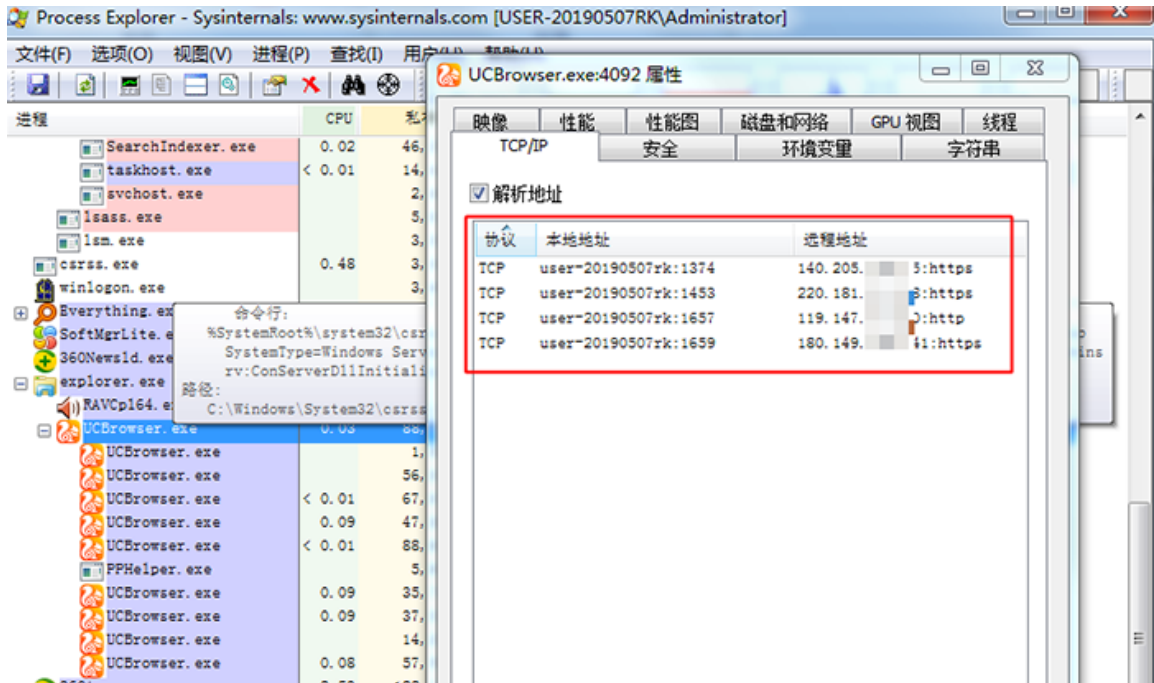 Process Explorer - Sysinternals: www.sysinternals.com [USER-20190507RK\Administrator]
文件(F) 选项(O) 视图(V) 进程(P) 查找(I)
进程 CPU
SearchIndexer.exe 0.02 46,
taskhost.exe < 0.01 14,
svchost.exe 2,
lsass.exe 5,
lsm.exe 3,
csrss.exe 0.48 3,
winlogon.exe 3,
Everything.ex
SoftMgrLite.e
360Newsld.exe
explorer.exe
RAVCpl64.e
UCBrowser.exe 0.03 88,
UCBrowser.exe 1,
UCBrowser.exe 56,
UCBrowser.exe < 0.01 67,
UCBrowser.exe 0.09 47,
UCBrowser.exe < 0.01 88,
PPHelper.exe 5,
UCBrowser.exe 0.09 35,
UCBrowser.exe 0.09 37,
UCBrowser.exe 14,
UCBrowser.exe 0.08 57,
命令行:
%SystemRoot%\system32\csr
SystemType=Windows Serv
rv:ConServerDllInitiali
路径:
C:\Windows\System32\csrss
ins
UCBrowser.exe:4092 属性
映像 性能 性能图 磁盘和网络 GPU 视图 线程
TCP/IP 安全 环境变量 字符串
解析地址
协议 本地地址 远程地址
TCP user-20190507rk:1374 140.205. 5:https
TCP user-20190507rk:1453 220.181. :https
TCP user-20190507rk:1657 119.147. :http
TCP user-20190507rk:1659 180.149. 41:https